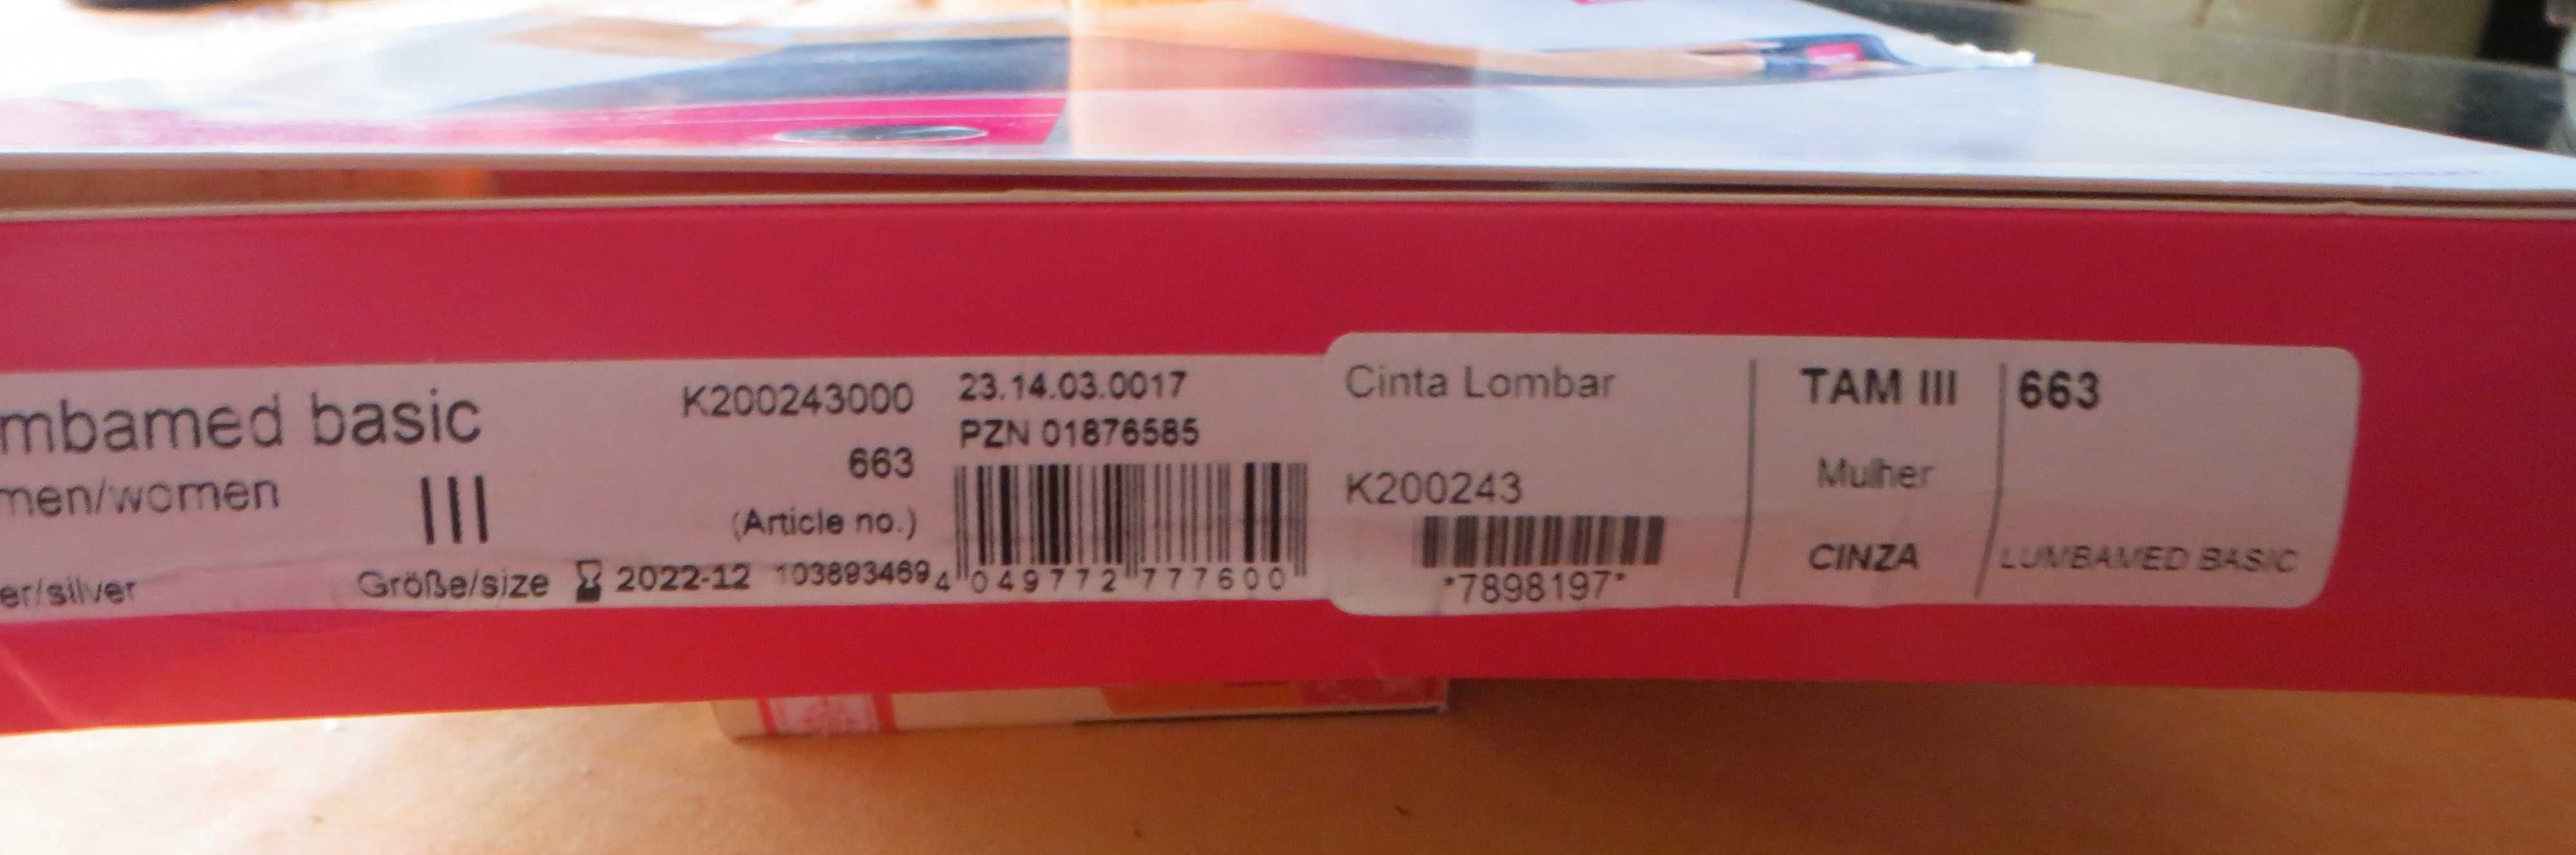 mbamed basic
men/women
III
er/silver
Größe/size
2022-12
K200243000
663
(Article no.)
103893469
23.14.03.0017
PZN 01876585
4 049772 777600
Cinta Lombar
K200243
*7898197*
TAM III
Mulher
CINZA
663
LUMBAMED BASIC